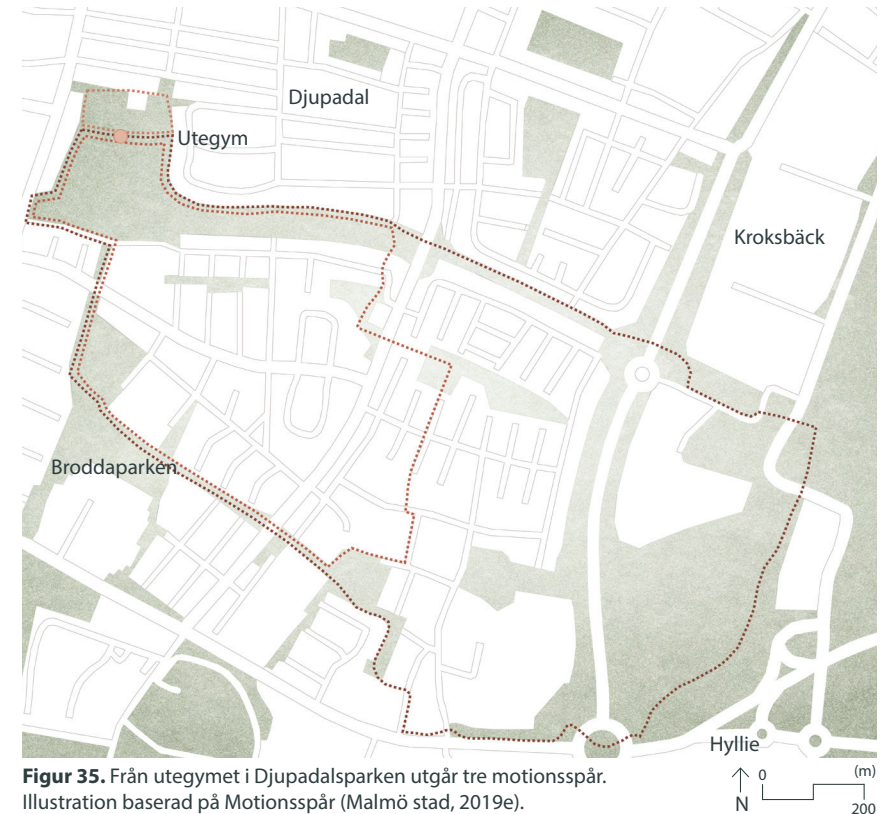 Djupadal
Utegym
Kroksbäck
Broddaparken
Hyllie
Figur 35. Från utegymet i Djupadalsparken utgår tre motionsspår.
Illustration baserad på Motionsspår (Malmö stad, 2019e).
N
0
(m)
200